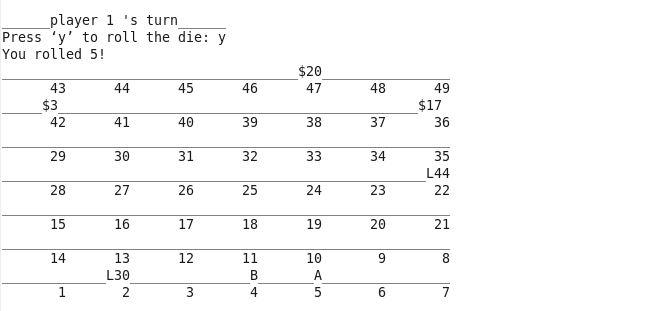 ______player 1 's turn______
Press ‘y’ to roll the die: y
You rolled 5!
$20
43 44 45 46 47 48 49
$3 $17
42 41 40 39 38 37 36
29 30 31 32 33 34 35
L44
28 27 26 25 24 23 22
15 16 17 18 19 20 21
14 13 12 11 10 9 8
L30 B A
1 2 3 4 5 6 7